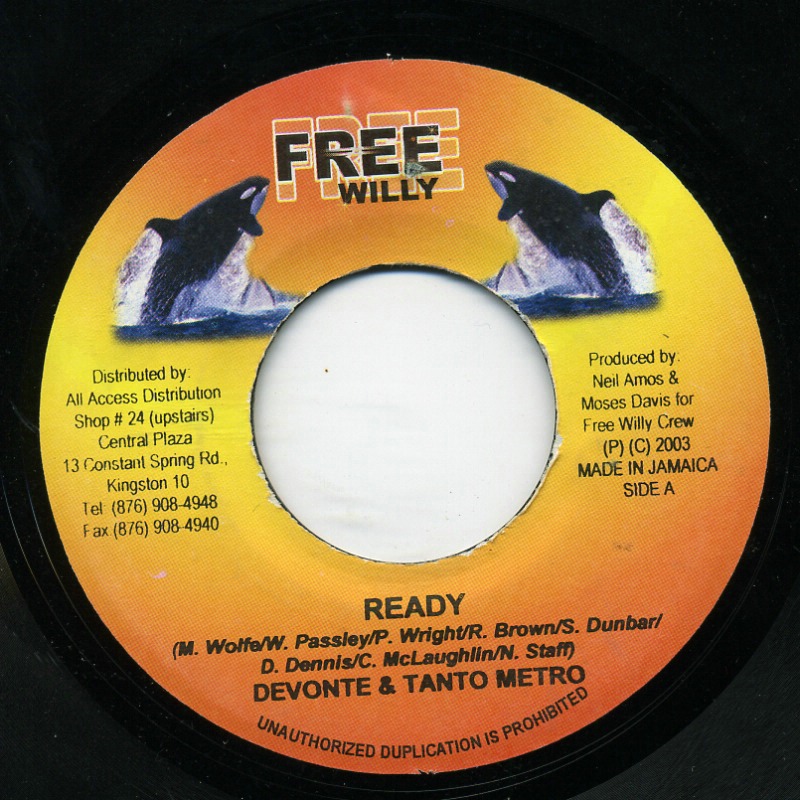 FREE
WILLY
Distributed by:
All Access Distribution
Shop # 24 (upstairs)
Central Plaza
13 Constant Spring Rd.,
Kingston 10
Tel: (876) 908-4948
Fax: (876) 908-4940
Produced by:
Neil Amos &
Moses Davis for
Free Willy Crew
(P) (C) 2003
MADE IN JAMAICA
SIDE A
READY
(M. Wolfe/W. Passley/P. Wright/R. Brown/S. Dunbar/
D. Dennis/C. McLaughlin/N. Staff)
DEVONTE & TANTO METRO
UNAUTHORIZED DUPLICATION IS PROHIBITED